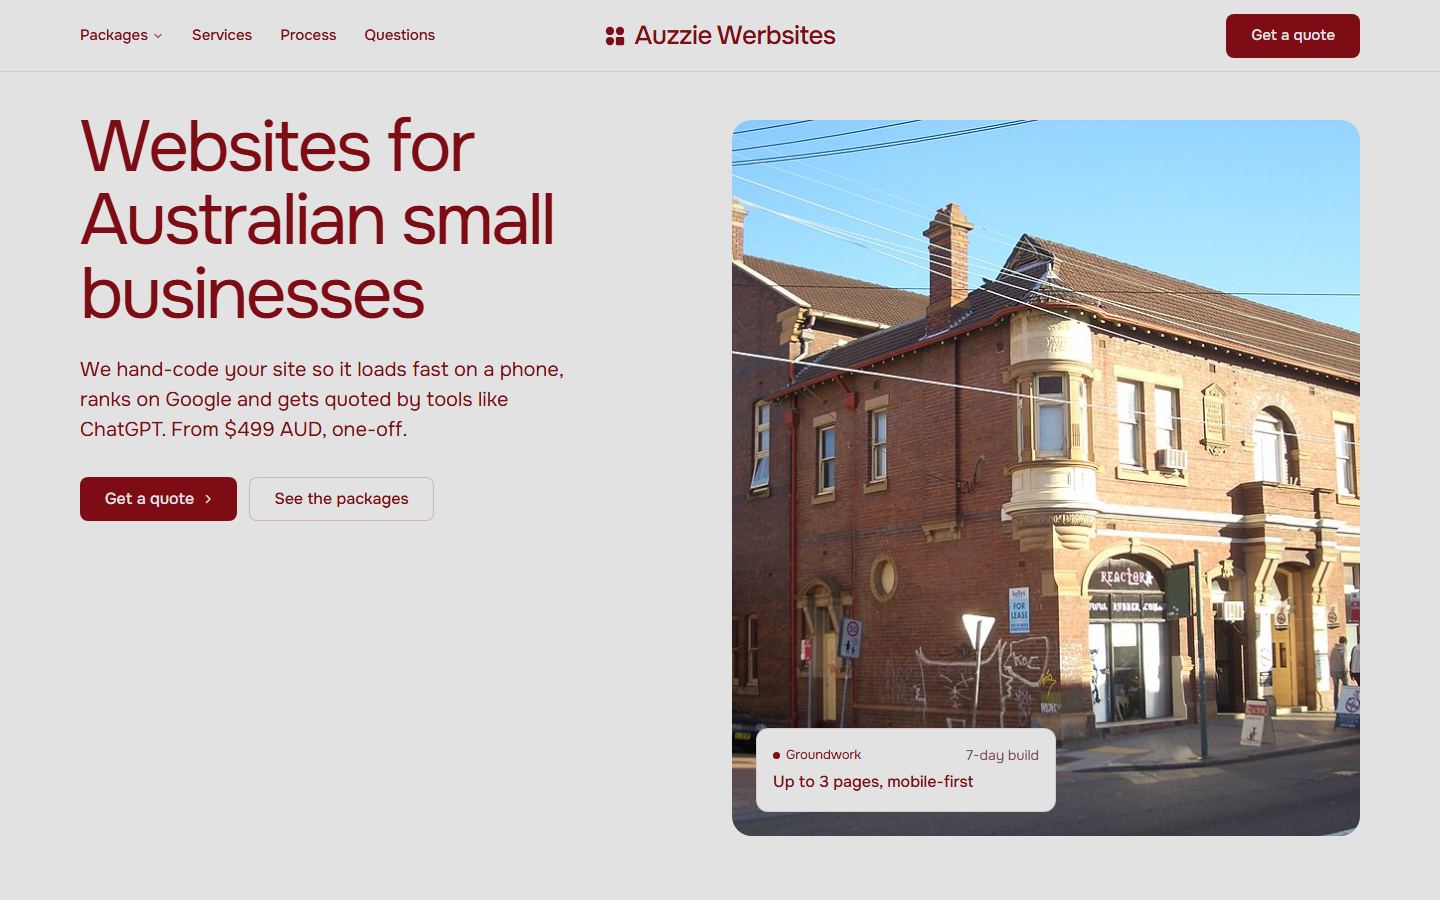 Packages
Services
Process
Questions
Auzzie Werbsites
Get a quote
Websites for
Australian small
businesses
We hand-code your site so it loads fast on a phone,
ranks on Google and gets quoted by tools like
ChatGPT. From $499 AUD, one-off.
Get a quote
See the packages
FOR
LEASE
50
Groundwork
7-day build
Up to 3 pages, mobile-first